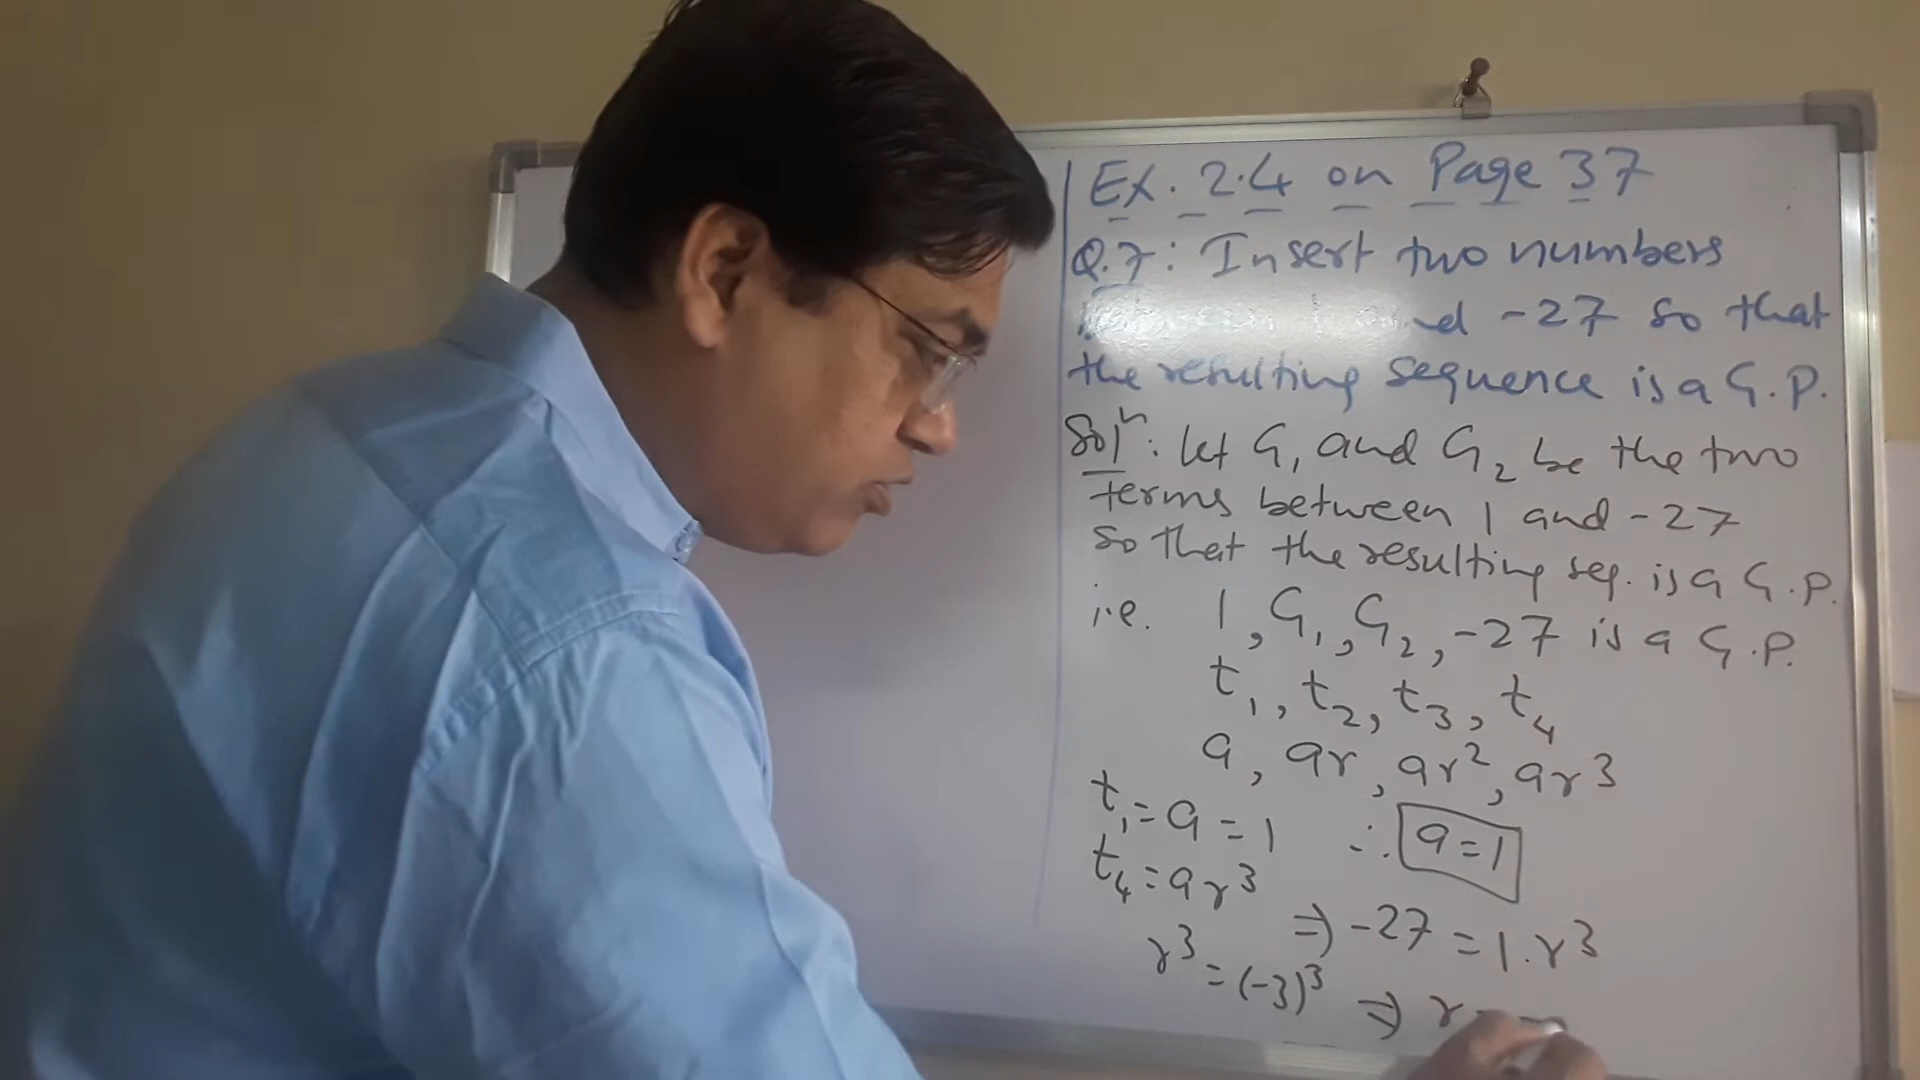 Ex. 2.4 on Page 37
Q.7: Insert two numbers
and -27 so that
the resulting sequence is a G.P.
Solⁿ: let G₁ and G₂ be the two
terms between 1 and -27
so that the resulting seq. is a G.P.
i.e. 1, G₁, G₂, -27 is a G.P.
t₁, t₂, t₃, t₄
a, ar, ar², ar³
t₁ = a = 1 ∴ a=1
t₄ = ar³
⇒ -27 = 1.r³
r³ = (-3)³ ⇒ r = -